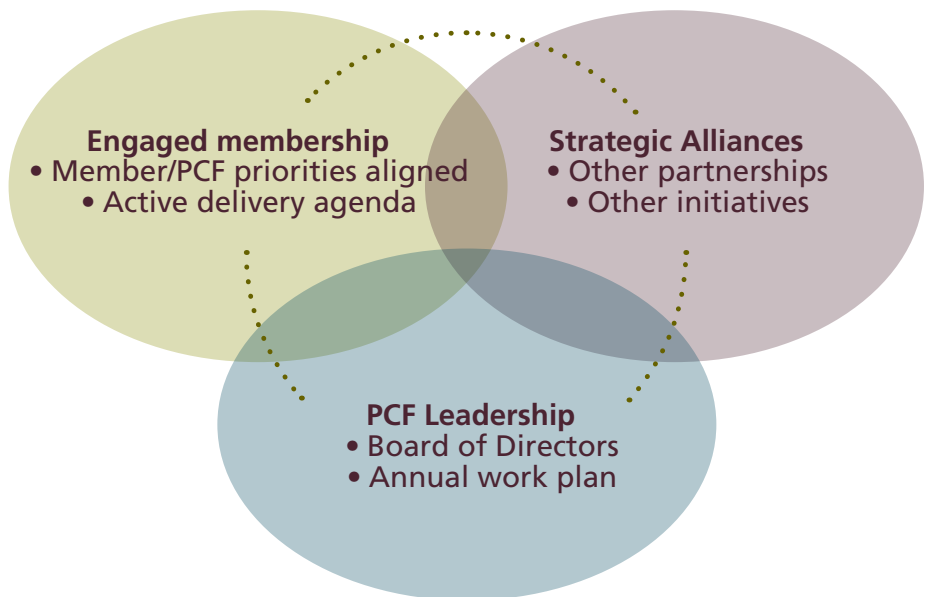 Engaged membership
• Member/PCF priorities aligned
• Active delivery agenda
Strategic Alliances
• Other partnerships
• Other initiatives
PCF Leadership
• Board of Directors
• Annual work plan